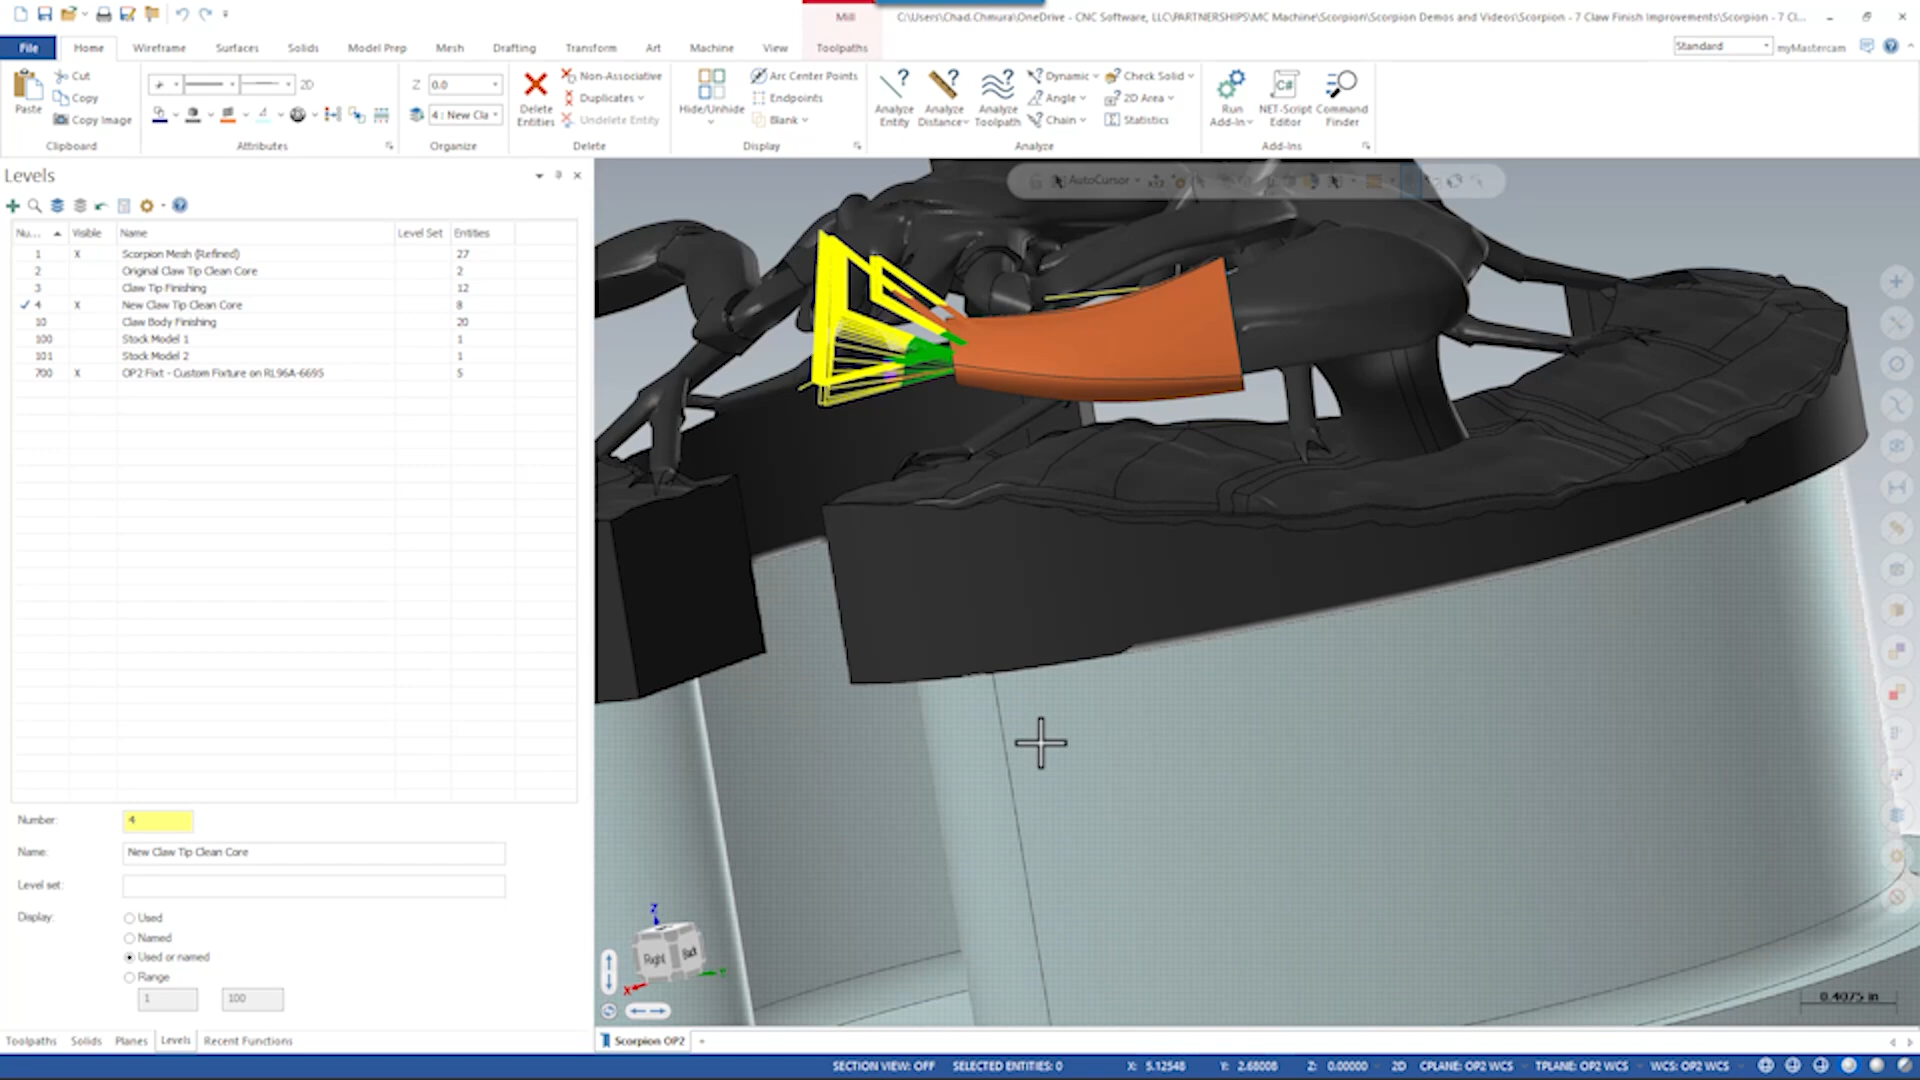 Mill
C:\Users\Chad.Chmura\OneDrive - CNC Software, LLC\PARTNERSHIPS\MC Machine\Scorpion\Scorpion Demos and Videos\Scorpion - 7 Claw Finish Improvements\Scorpion - 7 Cl...
File Home Wireframe Surfaces Solids Model Prep Mesh Drafting Transform Art Machine View Toolpaths
Standard myMastercam
Paste Cut Copy Copy Image Clipboard
2D Attributes
Z 0.0
4 : New Cla
Organize
Delete Entities
Non-Associative
Duplicates
Undelete Entity
Delete
Hide/Unhide
Arc Center Points
Endpoints
Blank
Display
Analyze Entity
Analyze Distance
Analyze Toolpath
Dynamic
Angle
Chain
Check Solid
2D Area
Statistics
Analyze
Run Add-In
NET-Script Editor
Command Finder
Add-Ins
Levels
Nu... Visible Name Level Set Entities
1 X Scorpion Mesh (Refined) 27
2 Original Claw Tip Clean Core 2
3 Claw Tip Finishing 12
4 X New Claw Tip Clean Core 8
10 Claw Body Finishing 20
100 Stock Model 1 1
101 Stock Model 2 1
700 X OP2 Fixt - Custom Fixture on RL96A-6695 5
Number: 4
Name: New Claw Tip Clean Core
Level set:
Display: Used
Named
Used or named
Range
1 100
Toolpaths Solids Planes Levels Recent Functions
AutoCursor
Z
Right Back
X Y
0.4075 in
Scorpion OP2 +
SECTION VIEW: OFF SELECTED ENTITIES: 0 X: 5.12548 Y: 2.68008 Z: 0.00000 2D CPLANE: OP2 WCS TPLANE: OP2 WCS WCS: OP2 WCS